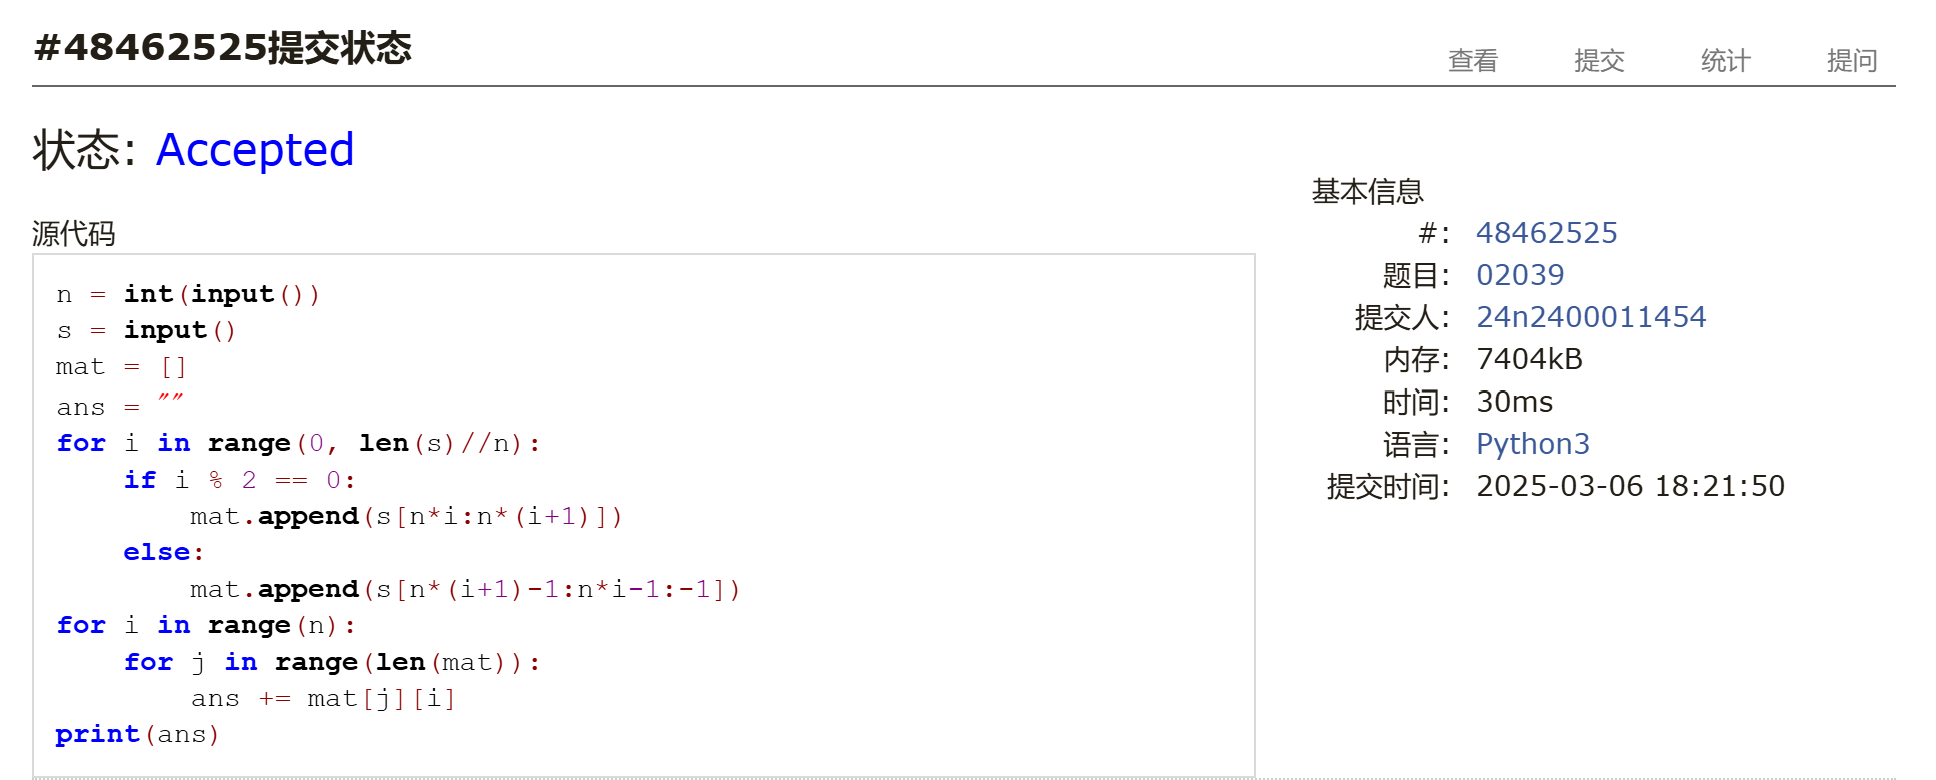 #48462525提交状态
查看 提交 统计 提问
状态: Accepted
源代码
n = int(input())
s = input()
mat = []
ans = ""
for i in range(0, len(s)//n):
    if i % 2 == 0:
        mat.append(s[n*i:n*(i+1)])
    else:
        mat.append(s[n*(i+1)-1:n*i-1:-1])
for i in range(n):
    for j in range(len(mat)):
        ans += mat[j][i]
print(ans)
基本信息
#: 48462525
题目: 02039
提交人: 24n2400011454
内存: 7404kB
时间: 30ms
语言: Python3
提交时间: 2025-03-06 18:21:50